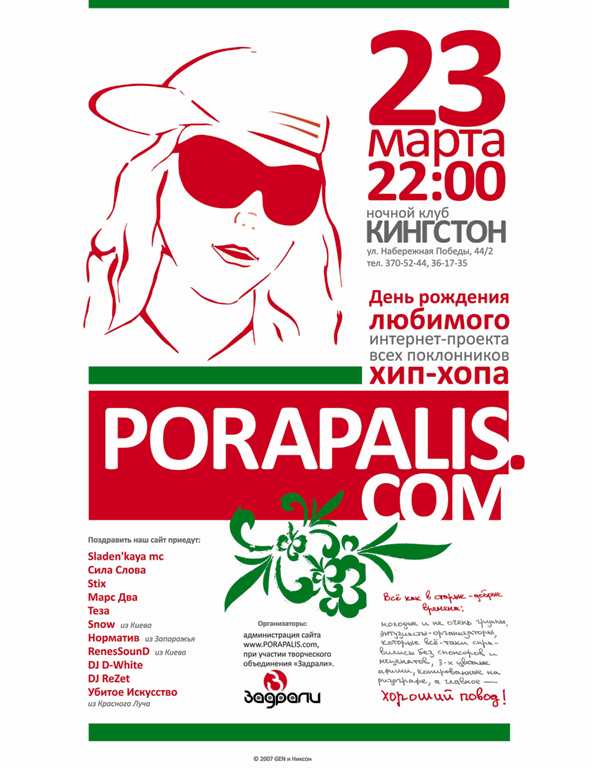 23
марта
22:00
ночной клуб
КИНГСТОН
ул. Набережная Победы, 44/2
тел. 370-52-44, 36-17-35
День рождения
любимого
интернет-проекта
всех поклонников
хип-хопа
PORAPALIS.
COM
Поздравить наш сайт приедут:
Sladen'kaya mc
Сила Слова
Stix
Марс Два
Теза
Snow из Киева
Норматив из Запаражья
RenesSounD из Киева
DJ D-White
DJ ReZet
Убитое Искусство
из Красного Луча
Организаторы:
администрация сайта
www.PORAPALIS.com,
при участии творческого
объединения «Задрали».
Задрали
Всё как в старые-добрые
времена:
молодые и не очень группы,
энтузиасты-организаторы,
которые всё-таки спра-
вились без спонсоров и
меценатов, 3-х цветные
афиши, копированные на
ризографе, а главное —
хороший повод!
© 2007 GEN и Никсон